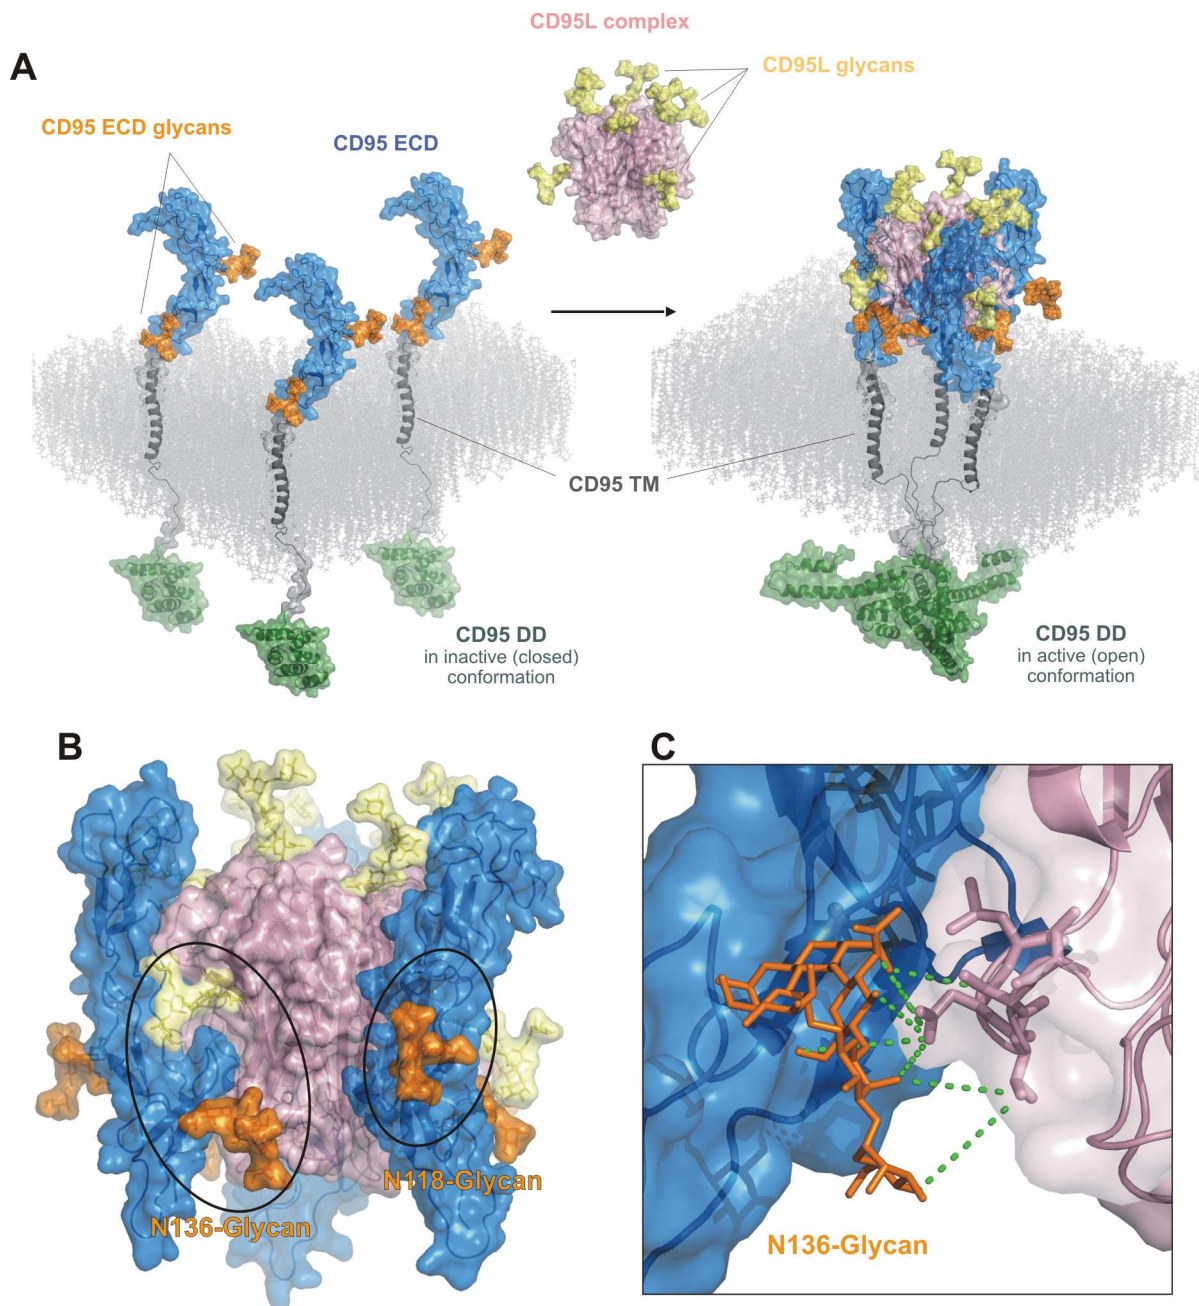 CD95L complex
A
CD95L glycans
CD95 ECD glycans
CD95 ECD
CD95 TM
CD95 DD
in inactive (closed)
conformation
CD95 DD
in active (open)
conformation
B
N118-Glycan
N136-Glycan
C
N136-Glycan